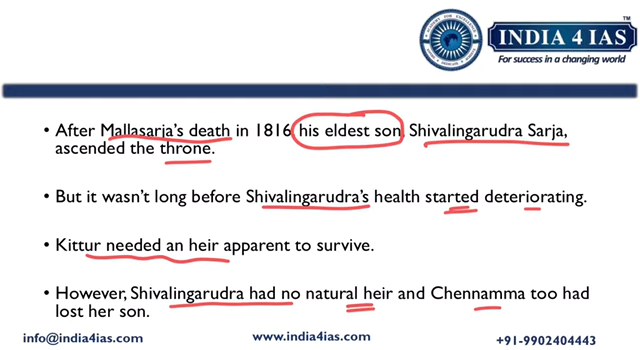 INDIA 4 IAS
TM
For success in a changing world
• After Mallasarja's death in 1816, his eldest son, Shivalingarudra Sarja,
ascended the throne.
• But it wasn't long before Shivalingarudra's health started deteriorating.
• Kittur needed an heir apparent to survive.
• However, Shivalingarudra had no natural heir and Chennamma too had
lost her son.
info@india4ias.com
www.india4ias.com
+91-9902404443